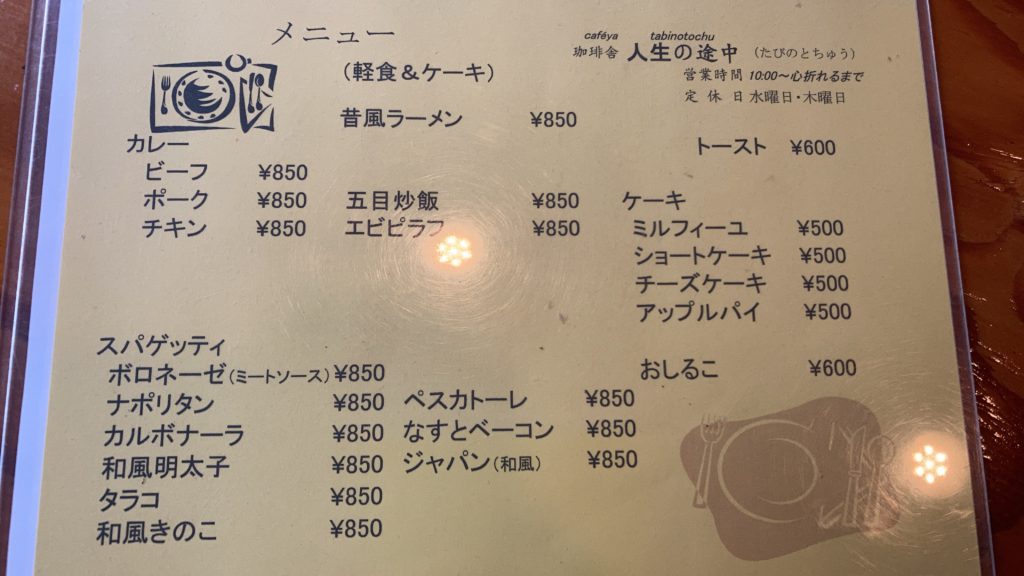 メニュー
(軽食＆ケーキ)
caféya tabinotochu
珈琲舎 人生の途中 (たびのとちゅう)
営業時間 10:00～心折れるまで
定休日 水曜日・木曜日
昔風ラーメン ¥850
カレー
ビーフ ¥850
ポーク ¥850
チキン ¥850
五目炒飯 ¥850
エビピラフ ¥850
トースト ¥600
ケーキ
ミルフィーユ ¥500
ショートケーキ ¥500
チーズケーキ ¥500
アップルパイ ¥500
おしるこ ¥600
スパゲッティ
ボロネーゼ(ミートソース) ¥850
ナポリタン ¥850
カルボナーラ ¥850
和風明太子 ¥850
タラコ ¥850
和風きのこ ¥850
ペスカトーレ ¥850
なすとベーコン ¥850
ジャパン(和風) ¥850